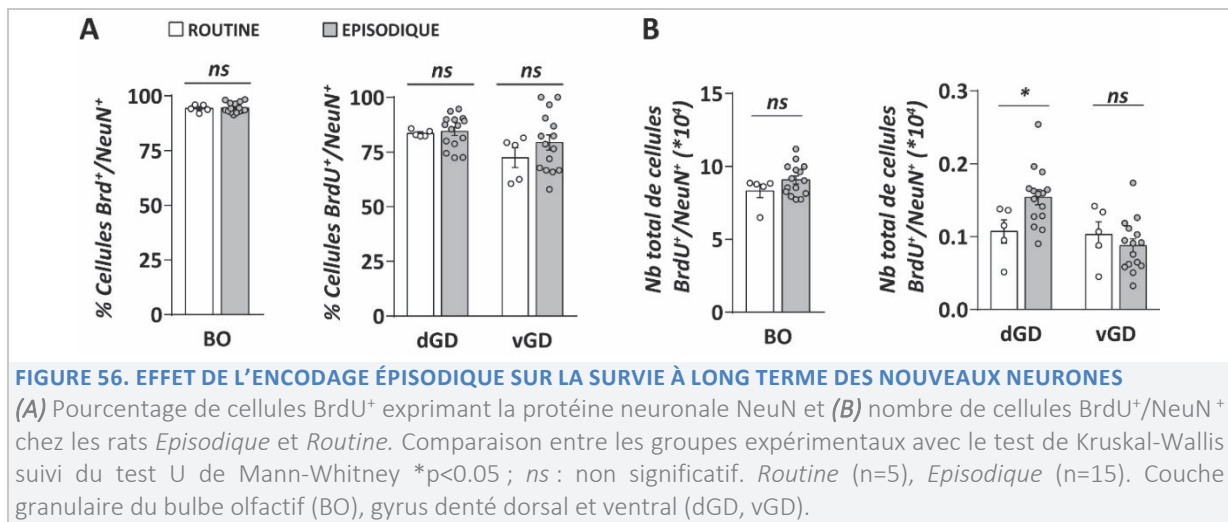 A
ROUTINE
EPISODIQUE
B
% Cellules Brd⁺/NeuN⁺
100
75
50
25
0
ns
BO
% Cellules BrdU⁺/NeuN⁺
100
75
50
25
0
ns
ns
dGD
vGD
Nb total de cellules
BrdU⁺/NeuN⁺ (*10⁴)
15
10
5
0
ns
BO
Nb total de cellules
BrdU⁺/NeuN⁺ (*10⁴)
0.3
0.2
0.1
0.0
*
ns
dGD
vGD
FIGURE 56. EFFET DE L’ENCODAGE ÉPISODIQUE SUR LA SURVIE À LONG TERME DES NOUVEAUX NEURONES
(A) Pourcentage de cellules BrdU⁺ exprimant la protéine neuronale NeuN et (B) nombre de cellules BrdU⁺/NeuN ⁺
chez les rats Episodique et Routine. Comparaison entre les groupes expérimentaux avec le test de Kruskal-Wallis
suivi du test U de Mann-Whitney *p<0.05 ; ns : non significatif. Routine (n=5), Episodique (n=15). Couche
granulaire du bulbe olfactif (BO), gyrus denté dorsal et ventral (dGD, vGD).